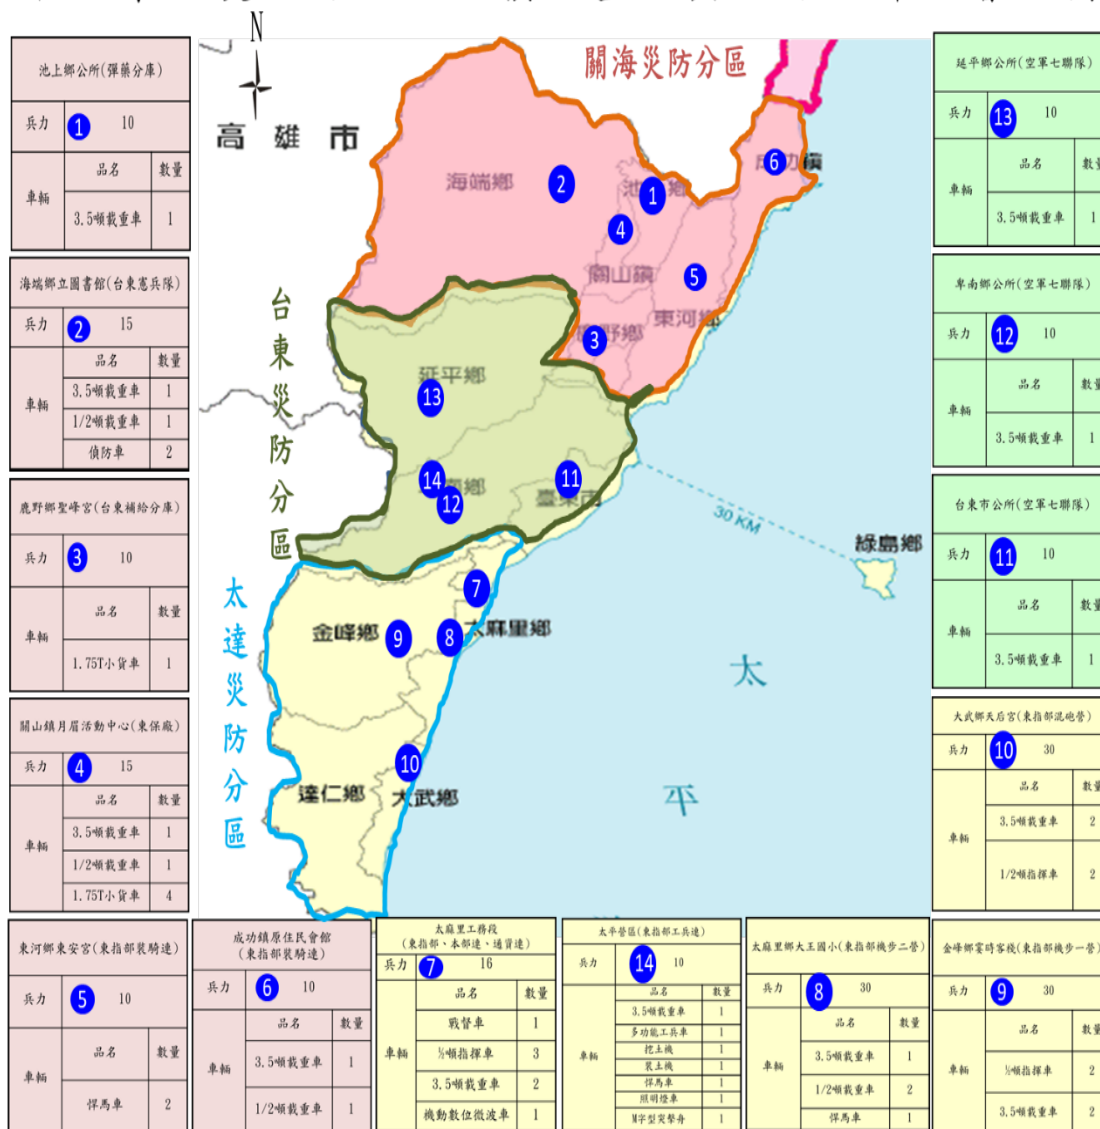 N
關海災防分區
高雄市
台東災防分區
太達災防分區
海端鄉
2
1
4
關山鎮
5
6
東河鄉
3
延平鄉
13
14
12
11
臺東市
30 KM
綠島鄉
7
金峰鄉
9
8
太麻里鄉
10
達仁鄉
大武鄉
太
平
池上鄉公所(彈藥分庫)
兵力 1 10
車輛 品名 數量
3.5噸載重車 1
海端鄉立圖書館(台東憲兵隊)
兵力 2 15
車輛 品名 數量
3.5噸載重車 1
1/2噸載重車 1
偵防車 2
鹿野鄉聖峰宮(台東補給分庫)
兵力 3 10
車輛 品名 數量
1.75T小貨車 1
關山鎮月眉活動中心(東保廠)
兵力 4 15
車輛 品名 數量
3.5噸載重車 1
1/2噸載重車 1
1.75T小貨車 4
東河鄉東安宮(東指部裝騎連)
兵力 5 10
車輛 品名 數量
悍馬車 2
成功鎮原住民會館
(東指部裝騎連)
兵力 6 10
車輛 品名 數量
3.5噸載重車 1
1/2噸載重車 1
太麻里工務段
(東指部、本部連、通資連)
兵力 7 16
車輛 品名 數量
戰督車 1
½噸指揮車 3
3.5噸載重車 2
機動數位微波車 1
太平營區(東指部工兵連)
兵力 14 10
車輛 品名 數量
3.5噸載重車 1
多功能工兵車 1
挖土機 1
裝土機 1
悍馬車 1
照明燈車 1
M字型突擊舟 1
太麻里鄉大王國小(東指部機步二營)
兵力 8 30
車輛 品名 數量
3.5噸載重車 1
1/2噸載重車 2
悍馬車 1
金峰鄉霎時客棧(東指部機步一營)
兵力 9 30
車輛 品名 數量
½噸指揮車 2
3.5噸載重車 2
延平鄉公所(空軍七聯隊)
兵力 13 10
車輛 品名 數量
3.5噸載重車 1
卑南鄉公所(空軍七聯隊)
兵力 12 10
車輛 品名 數量
3.5噸載重車 1
台東市公所(空軍七聯隊)
兵力 11 10
車輛 品名 數量
3.5噸載重車 1
大武鄉天后宮(東指部混砲營)
兵力 10 30
車輛 品名 數量
3.5噸載重車 2
1/2噸指揮車 2